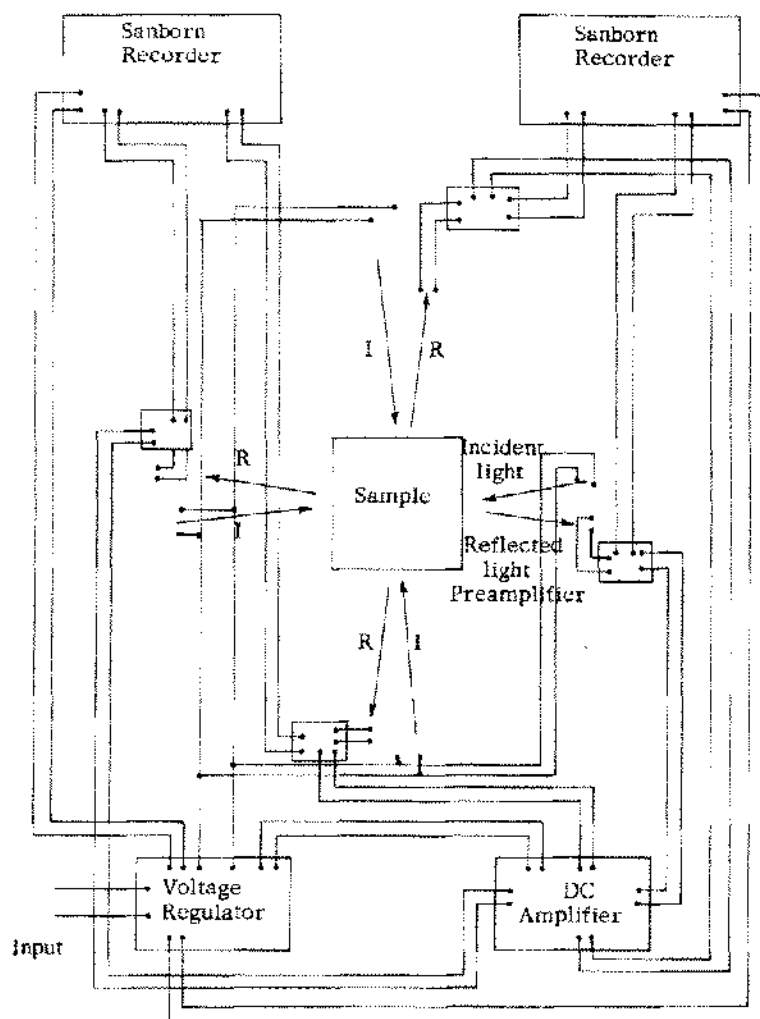 Sanborn
Recorder
Sanborn
Recorder
I
R
R
Incident
light
Sample
I
Reflected
light
Preamplifier
R
I
Voltage
Regulator
DC
Amplifier
Input